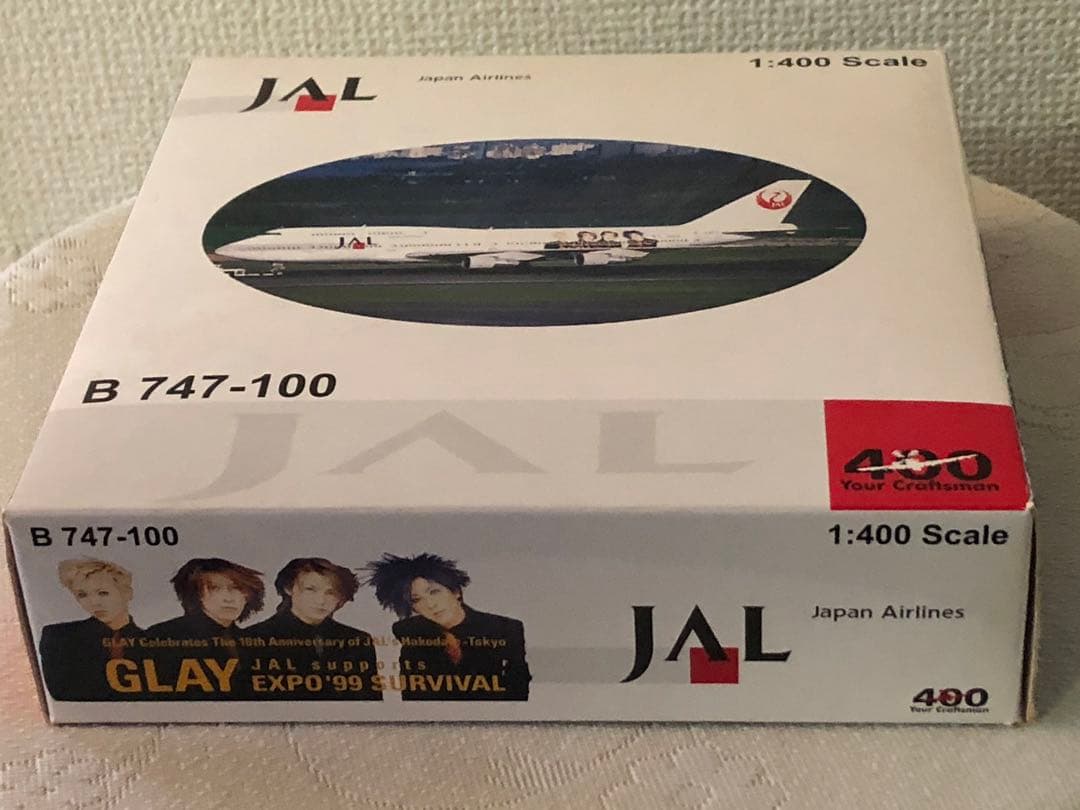 JAL
Japan Airlines
1:400 Scale
JAL
JAL
B 747-100
JAL
400
Your Craftsman
B 747-100
1:400 Scale
GLAY Celebrates The 10th Anniversary of JAL's Hakodate-Tokyo
GLAY
JAL supports
EXPO'99 SURVIVAL
JAL
Japan Airlines
400
Your Craftsman